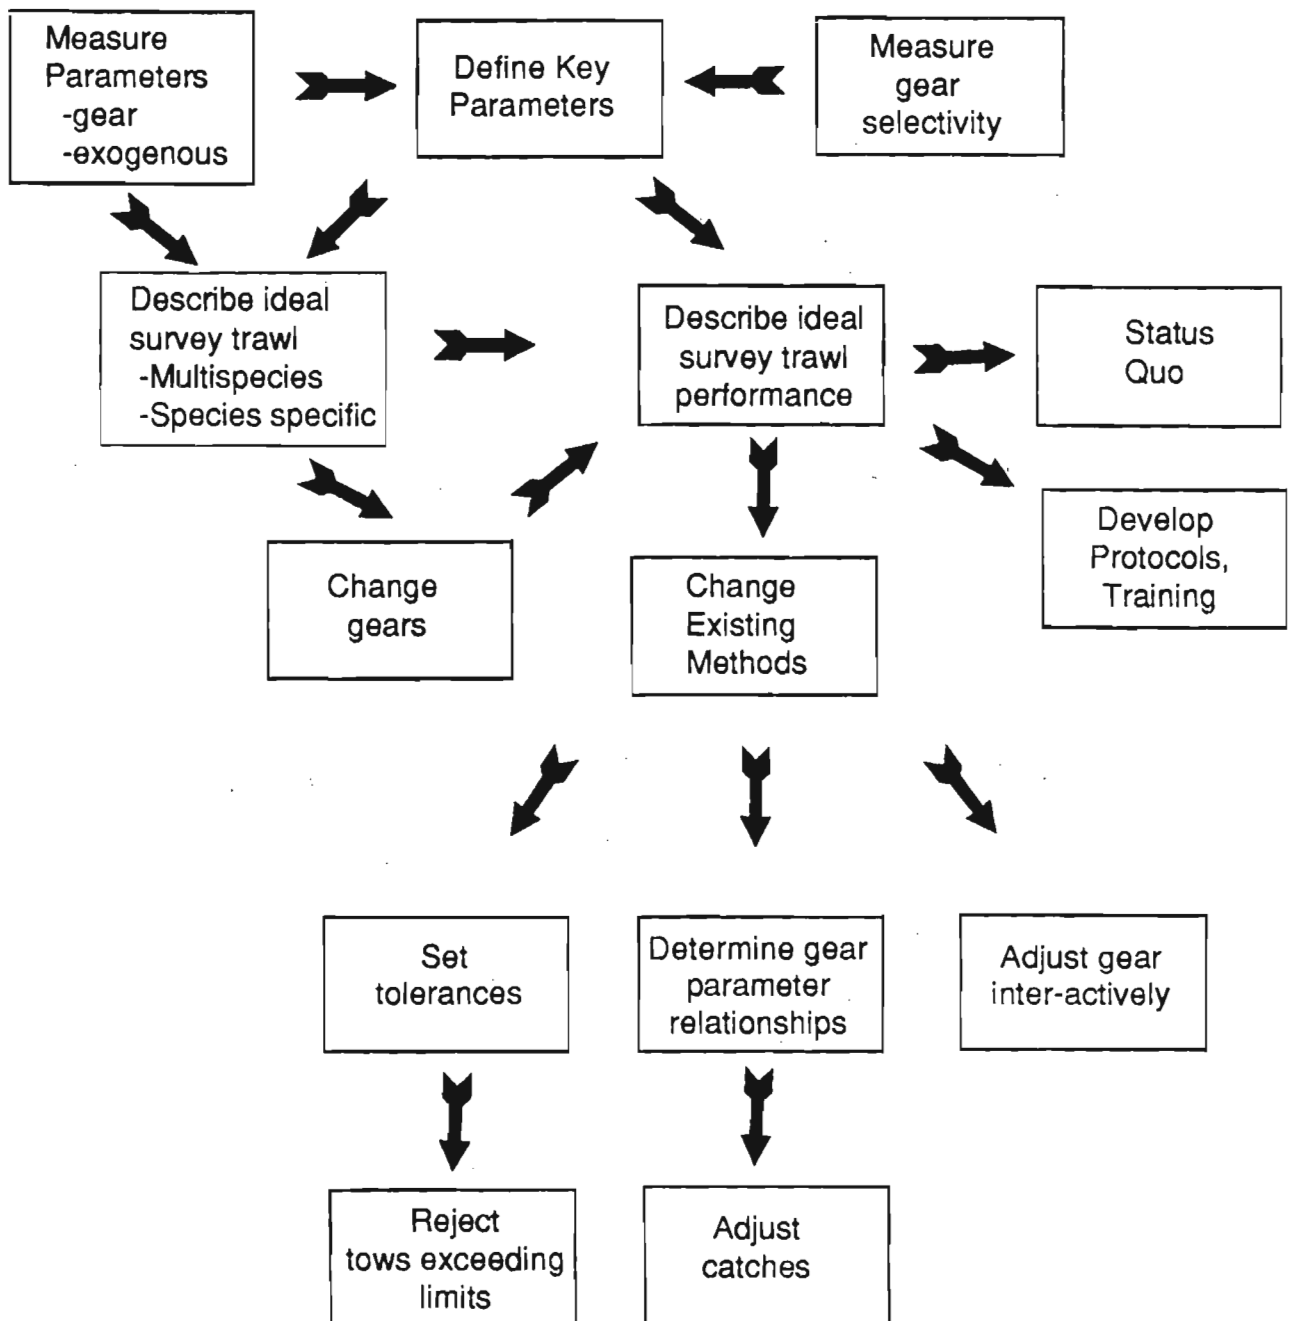 Measure
Parameters
-gear
-exogenous
Define Key
Parameters
Measure
gear
selectivity
Describe ideal
survey trawl
-Multispecies
-Species specific
Describe ideal
survey trawl
performance
Status
Quo
Develop
Protocols,
Training
Change
gears
Change
Existing
Methods
Set
tolerances
Determine gear
parameter
relationships
Adjust gear
inter-actively
Reject
tows exceeding
limits
Adjust
catches